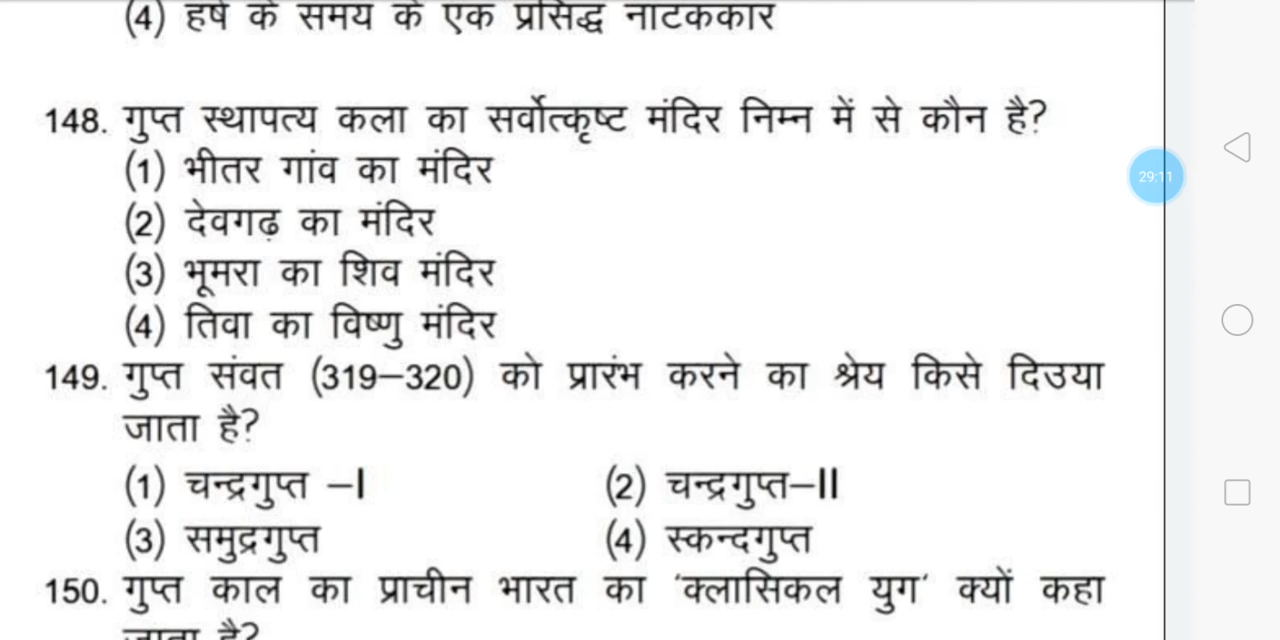 (4) हर्ष के समय के एक प्रसिद्ध नाटककार
148. गुप्त स्थापत्य कला का सर्वोत्कृष्ट मंदिर निम्न में से कौन है?
(1) भीतर गांव का मंदिर
(2) देवगढ़ का मंदिर
(3) भूमरा का शिव मंदिर
(4) तिवा का विष्णु मंदिर
29:11
149. गुप्त संवत (319–320) को प्रारंभ करने का श्रेय किसे दिउया
जाता है?
(1) चन्द्रगुप्त –I (2) चन्द्रगुप्त–II
(3) समुद्रगुप्त (4) स्कन्दगुप्त
150. गुप्त काल का प्राचीन भारत का ‘क्लासिकल युग’ क्यों कहा
जाता है?